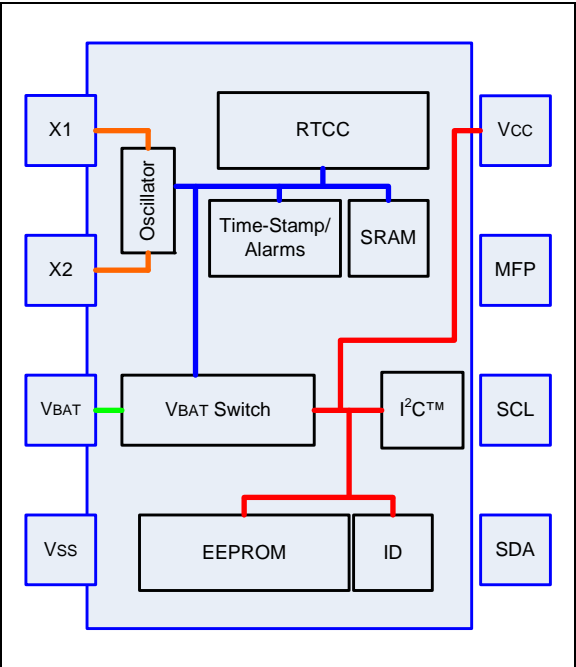 X1
RTCC
VCC
Oscillator
Time-Stamp/
Alarms
SRAM
X2
MFP
VBAT
VBAT Switch
I²C™
SCL
VSS
EEPROM
ID
SDA